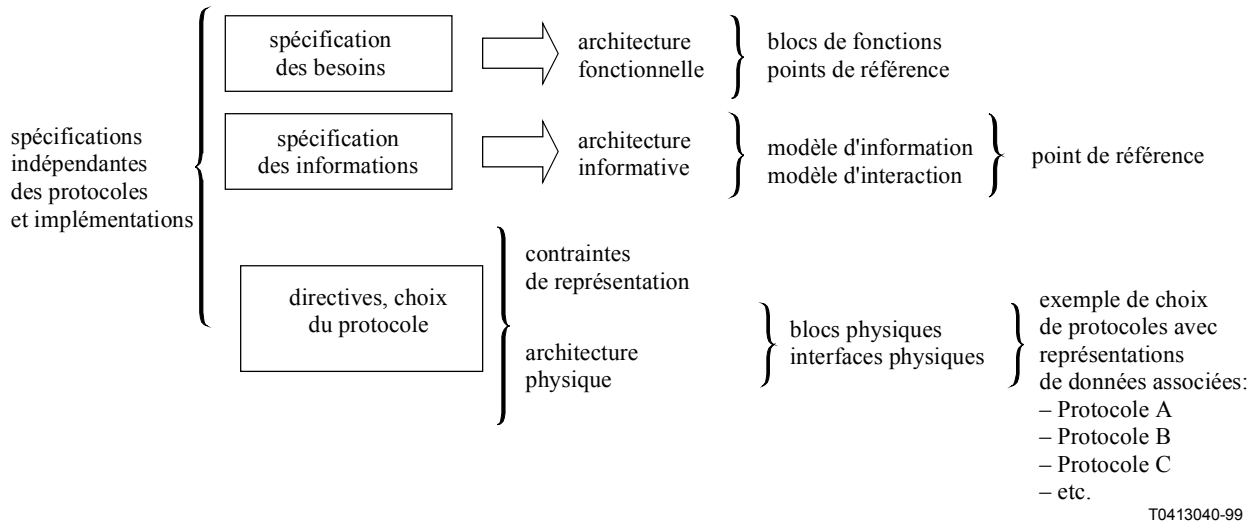 spécifications
indépendantes
des protocoles
et implémentations
spécification
des besoins
architecture
fonctionnelle
blocs de fonctions
points de référence
spécification
des informations
architecture
informative
modèle d'information
modèle d'interaction
point de référence
directives, choix
du protocole
contraintes
de représentation
architecture
physique
blocs physiques
interfaces physiques
exemple de choix
de protocoles avec
représentations
de données associées:
– Protocole A
– Protocole B
– Protocole C
– etc.
T0413040-99